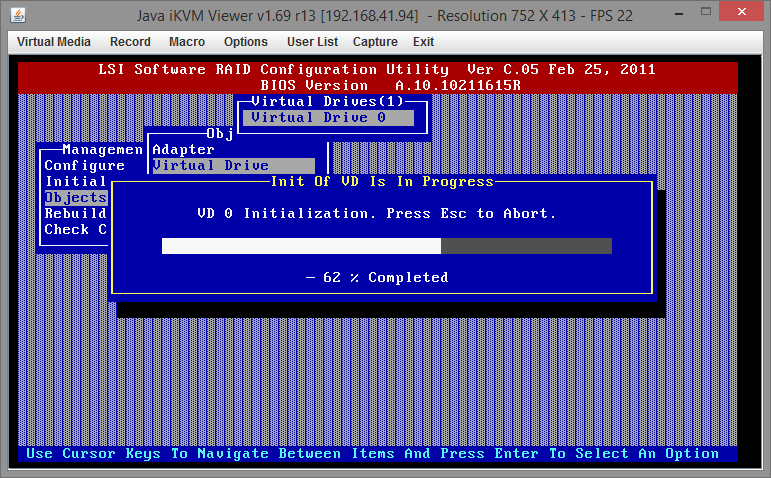 Java iKVM Viewer v1.69 r13 [192.168.41.94] - Resolution 752 X 413 - FPS 22
Virtual Media Record Macro Options User List Capture Exit
LSI Software RAID Configuration Utility Ver C.05 Feb 25, 2011
BIOS Version A.10.10211615R
Virtual Drives(1)
Virtual Drive 0
Obj
Adapter
Virtual Drive
Managemen
Configure
Initial
Objects
Rebuild
Check C
Init Of VD Is In Progress
VD 0 Initialization. Press Esc to Abort.
— 62 % Completed
Use Cursor Keys To Navigate Between Items And Press Enter To Select An Option